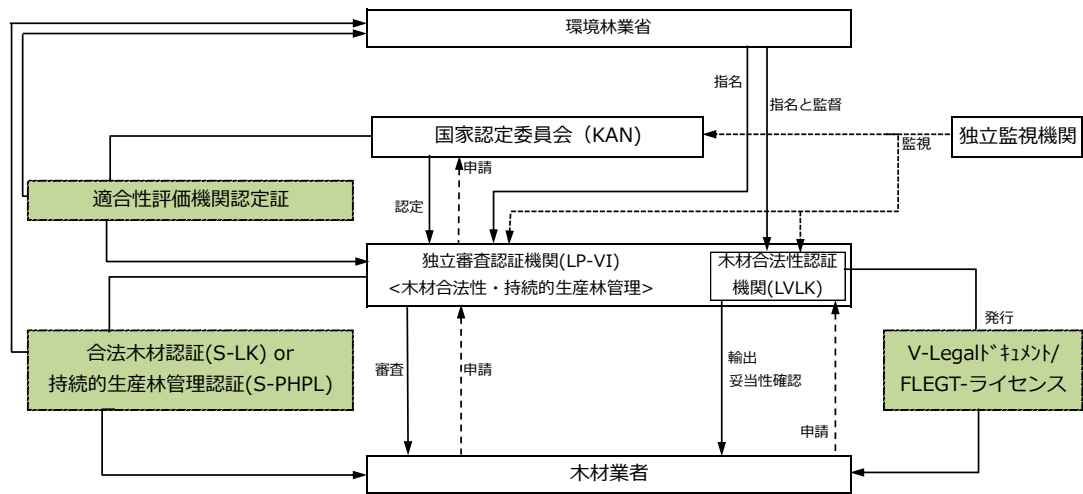 環境林業省
指名
指名と監督
国家認定委員会（KAN)
独立監視機関
監視
申請
適合性評価機関認定証
認定
独立審査認証機関(LP-VI)
<木材合法性・持続的生産林管理>
木材合法性認証
機関(LVLK)
発行
合法木材認証(S-LK) or
持続的生産林管理認証(S-PHPL)
審査
申請
輸出
妥当性確認
V-Legalﾄﾞｷｭﾒﾝﾄ/
FLEGT-ライセンス
申請
木材業者